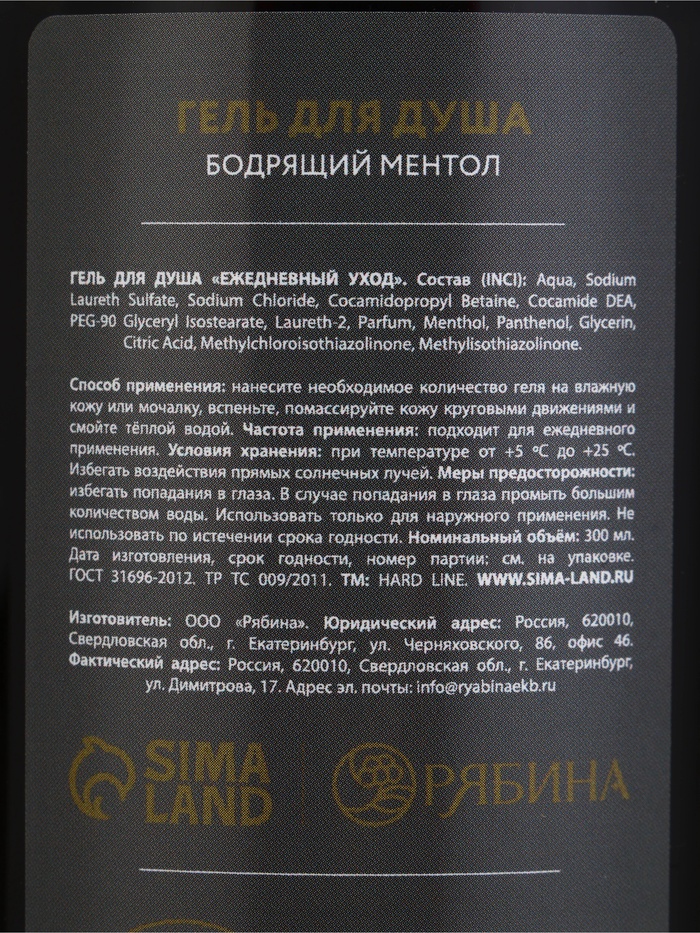 ГЕЛЬ ДЛЯ ДУША
БОДРЯЩИЙ МЕНТОЛ
ГЕЛЬ ДЛЯ ДУША «ЕЖЕДНЕВНЫЙ УХОД». Состав (INCI): Aqua, Sodium
Laureth Sulfate, Sodium Chloride, Cocamidopropyl Betaine, Cocamide DEA,
PEG-90 Glyceryl Isostearate, Laureth-2, Parfum, Menthol, Panthenol, Glycerin,
Citric Acid, Methylchloroisothiazolinone, Methylisothiazolinone.
Способ применения: нанесите необходимое количество геля на влажную
кожу или мочалку, вспеньте, помассируйте кожу круговыми движениями и
смойте тёплой водой. Частота применения: подходит для ежедневного
применения. Условия хранения: при температуре от +5 ºС до +25 ºС.
Избегать воздействия прямых солнечных лучей. Меры предосторожности:
избегать попадания в глаза. В случае попадания в глаза промыть большим
количеством воды. Использовать только для наружного применения. Не
использовать по истечении срока годности. Номинальный объём: 300 мл.
Дата изготовления, срок годности, номер партии: см. на упаковке.
ГОСТ 31696-2012. ТР ТС 009/2011. ТМ: HARD LINE. WWW.SIMA-LAND.RU
Изготовитель: ООО «Рябина». Юридический адрес: Россия, 620010,
Свердловская обл., г. Екатеринбург, ул. Черняховского, 86, офис 46.
Фактический адрес: Россия, 620010, Свердловская обл., г. Екатеринбург,
ул. Димитрова, 17. Адрес эл. почты: info@ryabinaekb.ru
SIMA
LAND
РЯБИНА